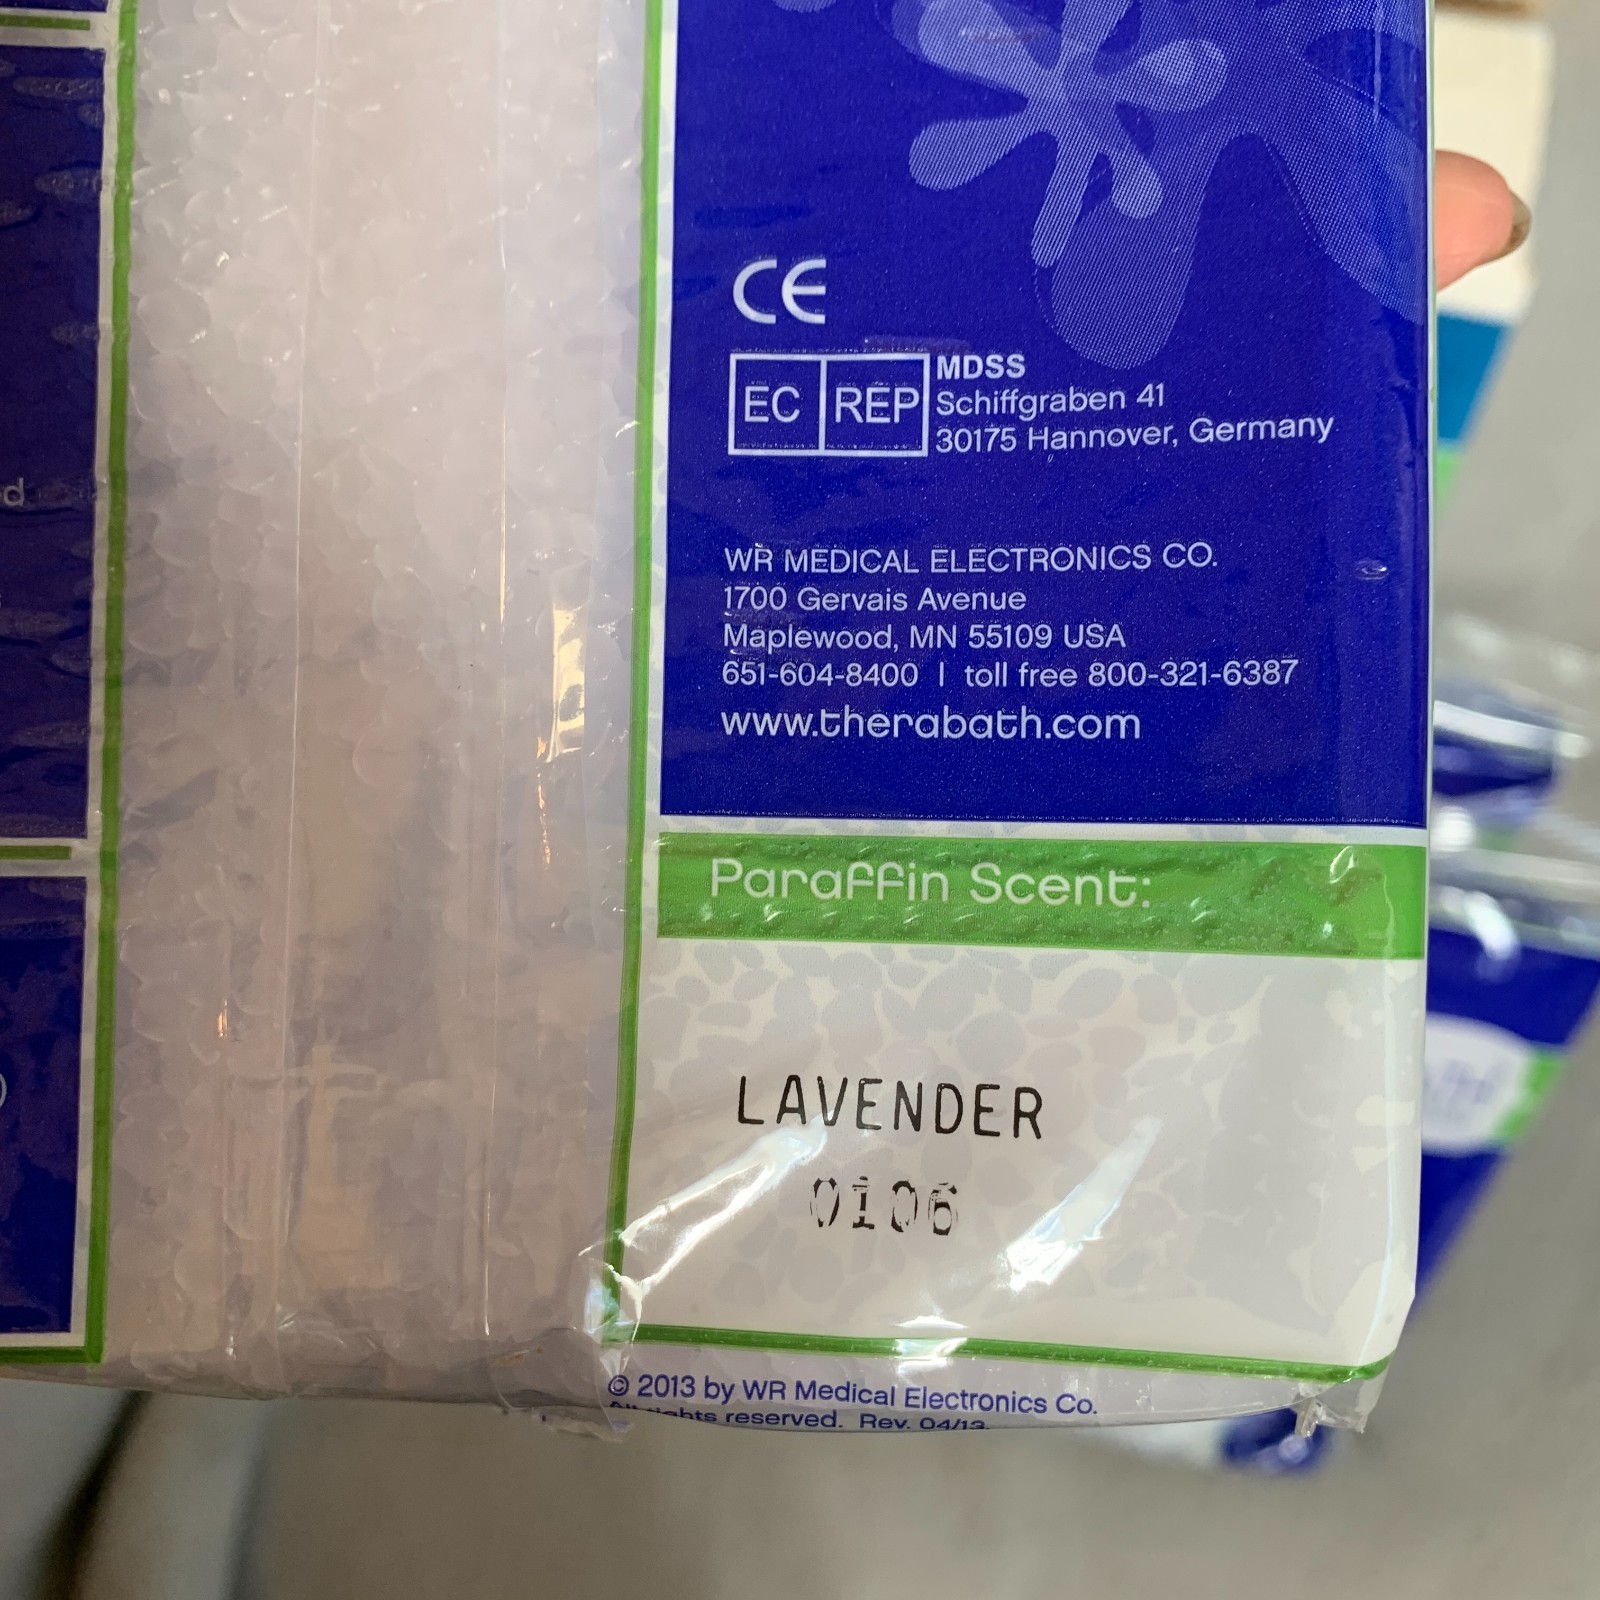 CE
EC REP
MDSS
Schiffgraben 41
30175 Hannover, Germany
WR MEDICAL ELECTRONICS CO.
1700 Gervais Avenue
Maplewood, MN 55109 USA
651-604-8400 | toll free 800-321-6387
www.therabath.com
Paraffin Scent:
LAVENDER
0106
© 2013 by WR Medical Electronics Co.
All rights reserved. Rev. 04/13